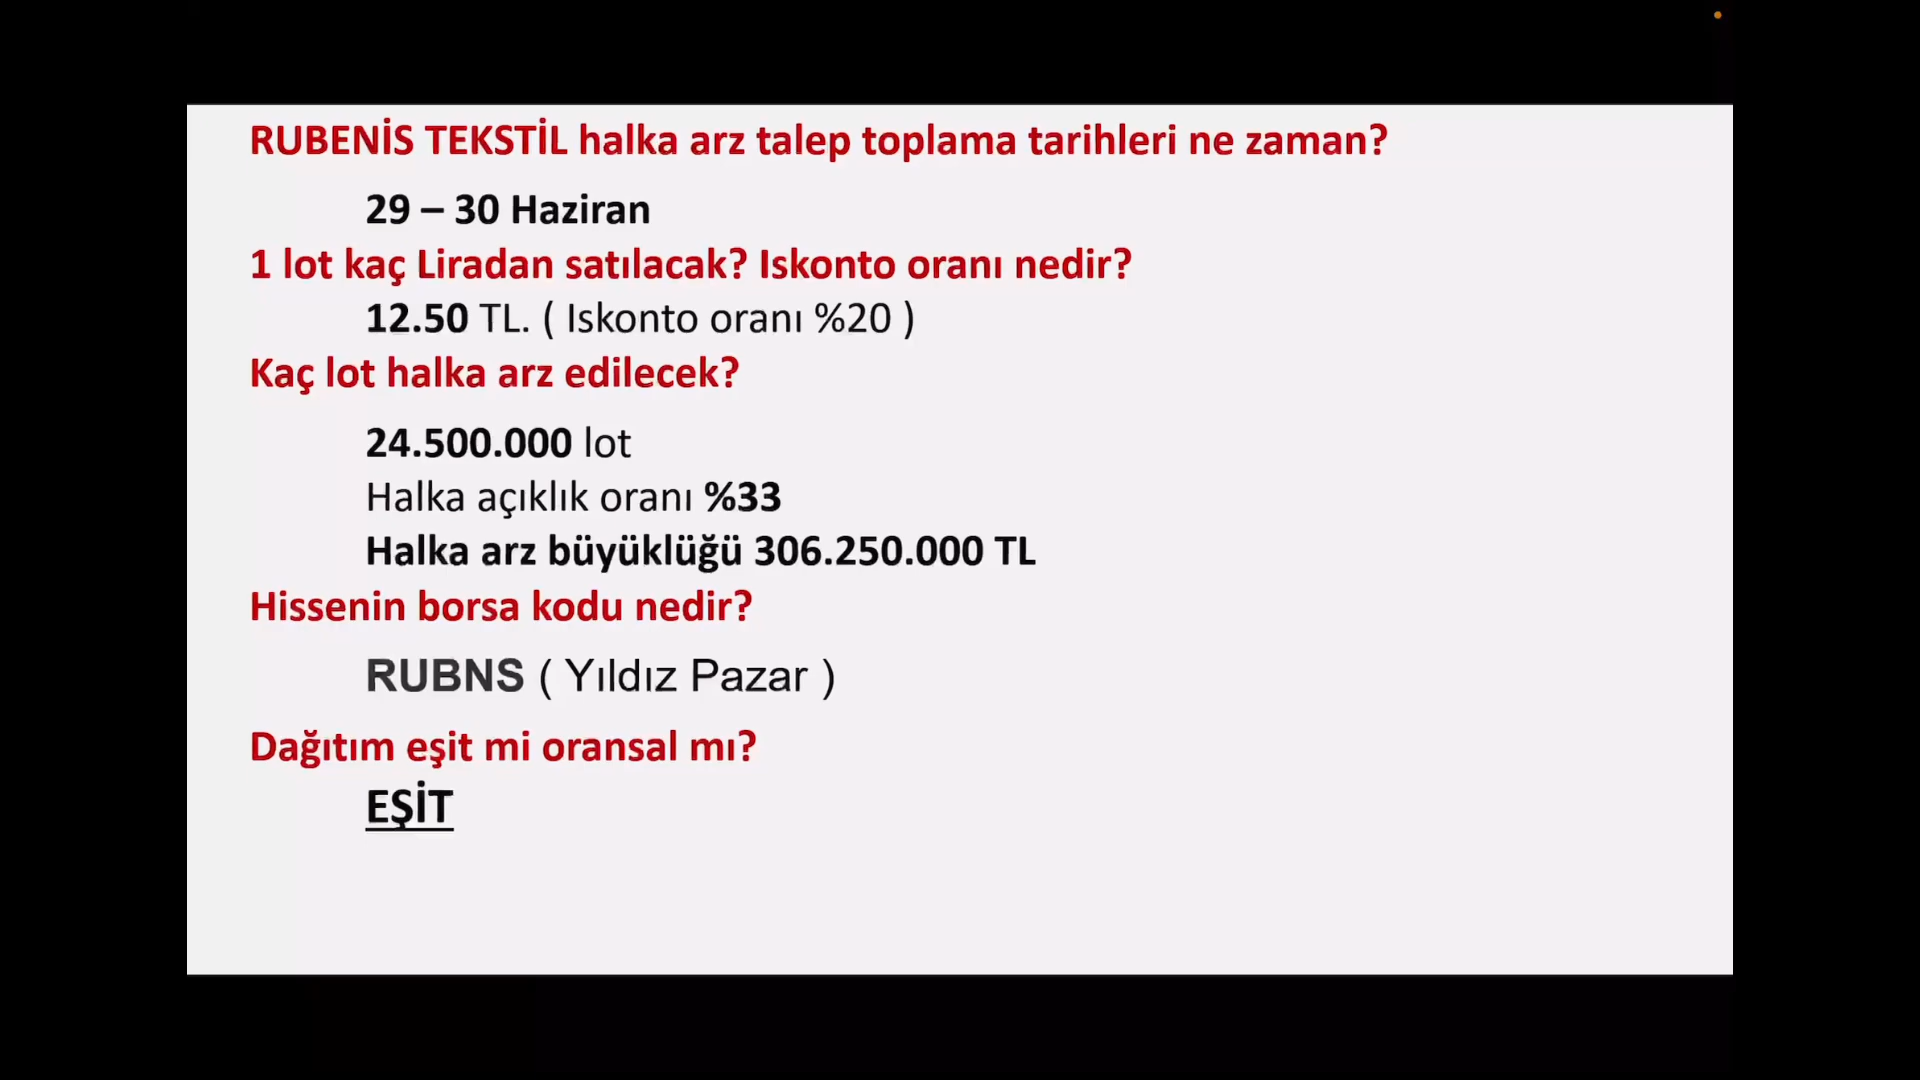 RUBENİS TEKSTİL halka arz talep toplama tarihleri ne zaman?
29 – 30 Haziran
1 lot kaç Liradan satılacak? Iskonto oranı nedir?
12.50 TL. ( Iskonto oranı %20 )
Kaç lot halka arz edilecek?
24.500.000 lot
Halka açıklık oranı %33
Halka arz büyüklüğü 306.250.000 TL
Hissenin borsa kodu nedir?
RUBNS ( Yıldız Pazar )
Dağıtım eşit mi oransal mı?
EŞİT